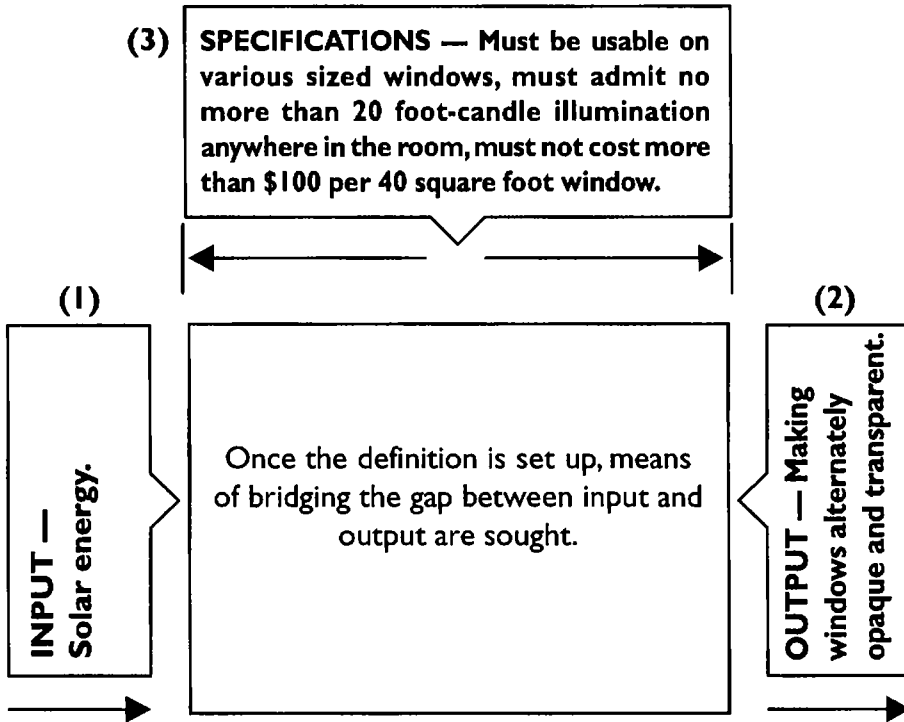 (3)
SPECIFICATIONS — Must be usable on
various sized windows, must admit no
more than 20 foot-candle illumination
anywhere in the room, must not cost more
than $100 per 40 square foot window.
(1)
INPUT —
Solar energy.
Once the definition is set up, means
of bridging the gap between input and
output are sought.
(2)
OUTPUT — Making
windows alternately
opaque and transparent.